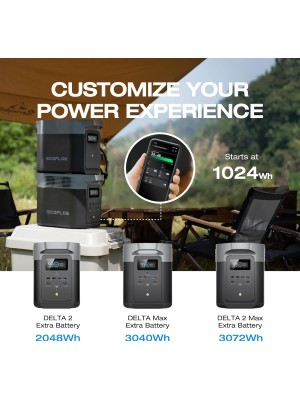 CUSTOMIZE YOUR
POWER EXPERIENCE
ECOFLOW
ECOFLOW
Starts at
1024Wh
DELTA 2
Extra Battery
2048Wh
DELTA Max
Extra Battery
3040Wh
DELTA 2 Max
Extra Battery
3072Wh